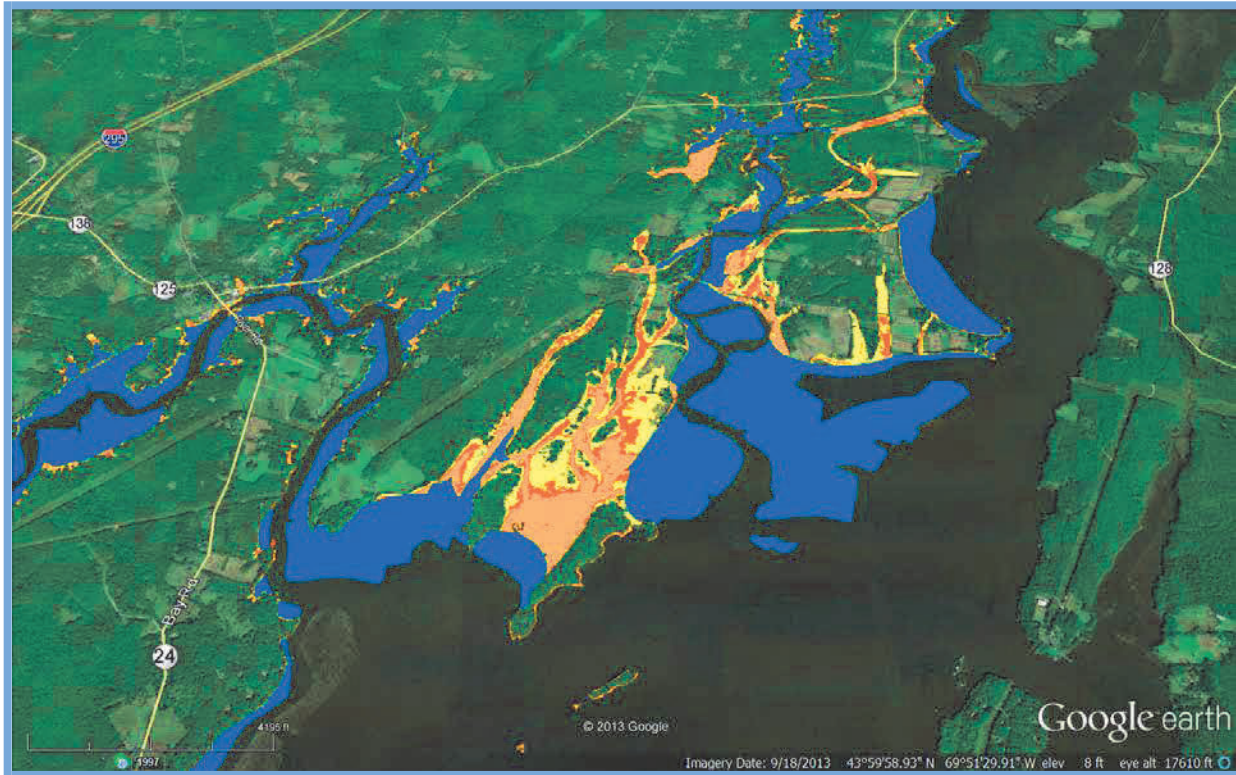 295
138
125
128
Bay Rd
24
4195 ft
© 2013 Google
Google earth
1997
Imagery Date: 9/18/2013 43°59'58.93" N 69°51'29.91" W elev 8 ft eye alt 17610 ft